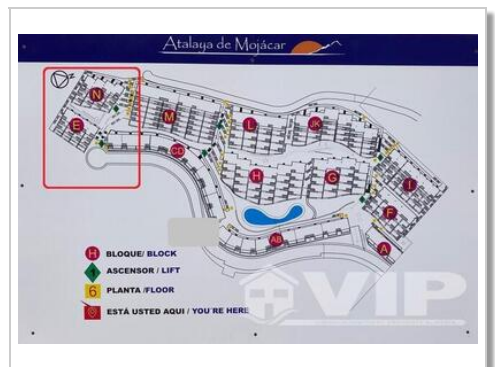 Atalaya de Mojácar
N
N
E
M
L
JK
CD
H
G
I
F
AB
A
H BLOQUE/ BLOCK
ASCENSOR / LIFT
6 PLANTA /FLOOR
ESTÁ USTED AQUI / YOU'RE HERE
VIP